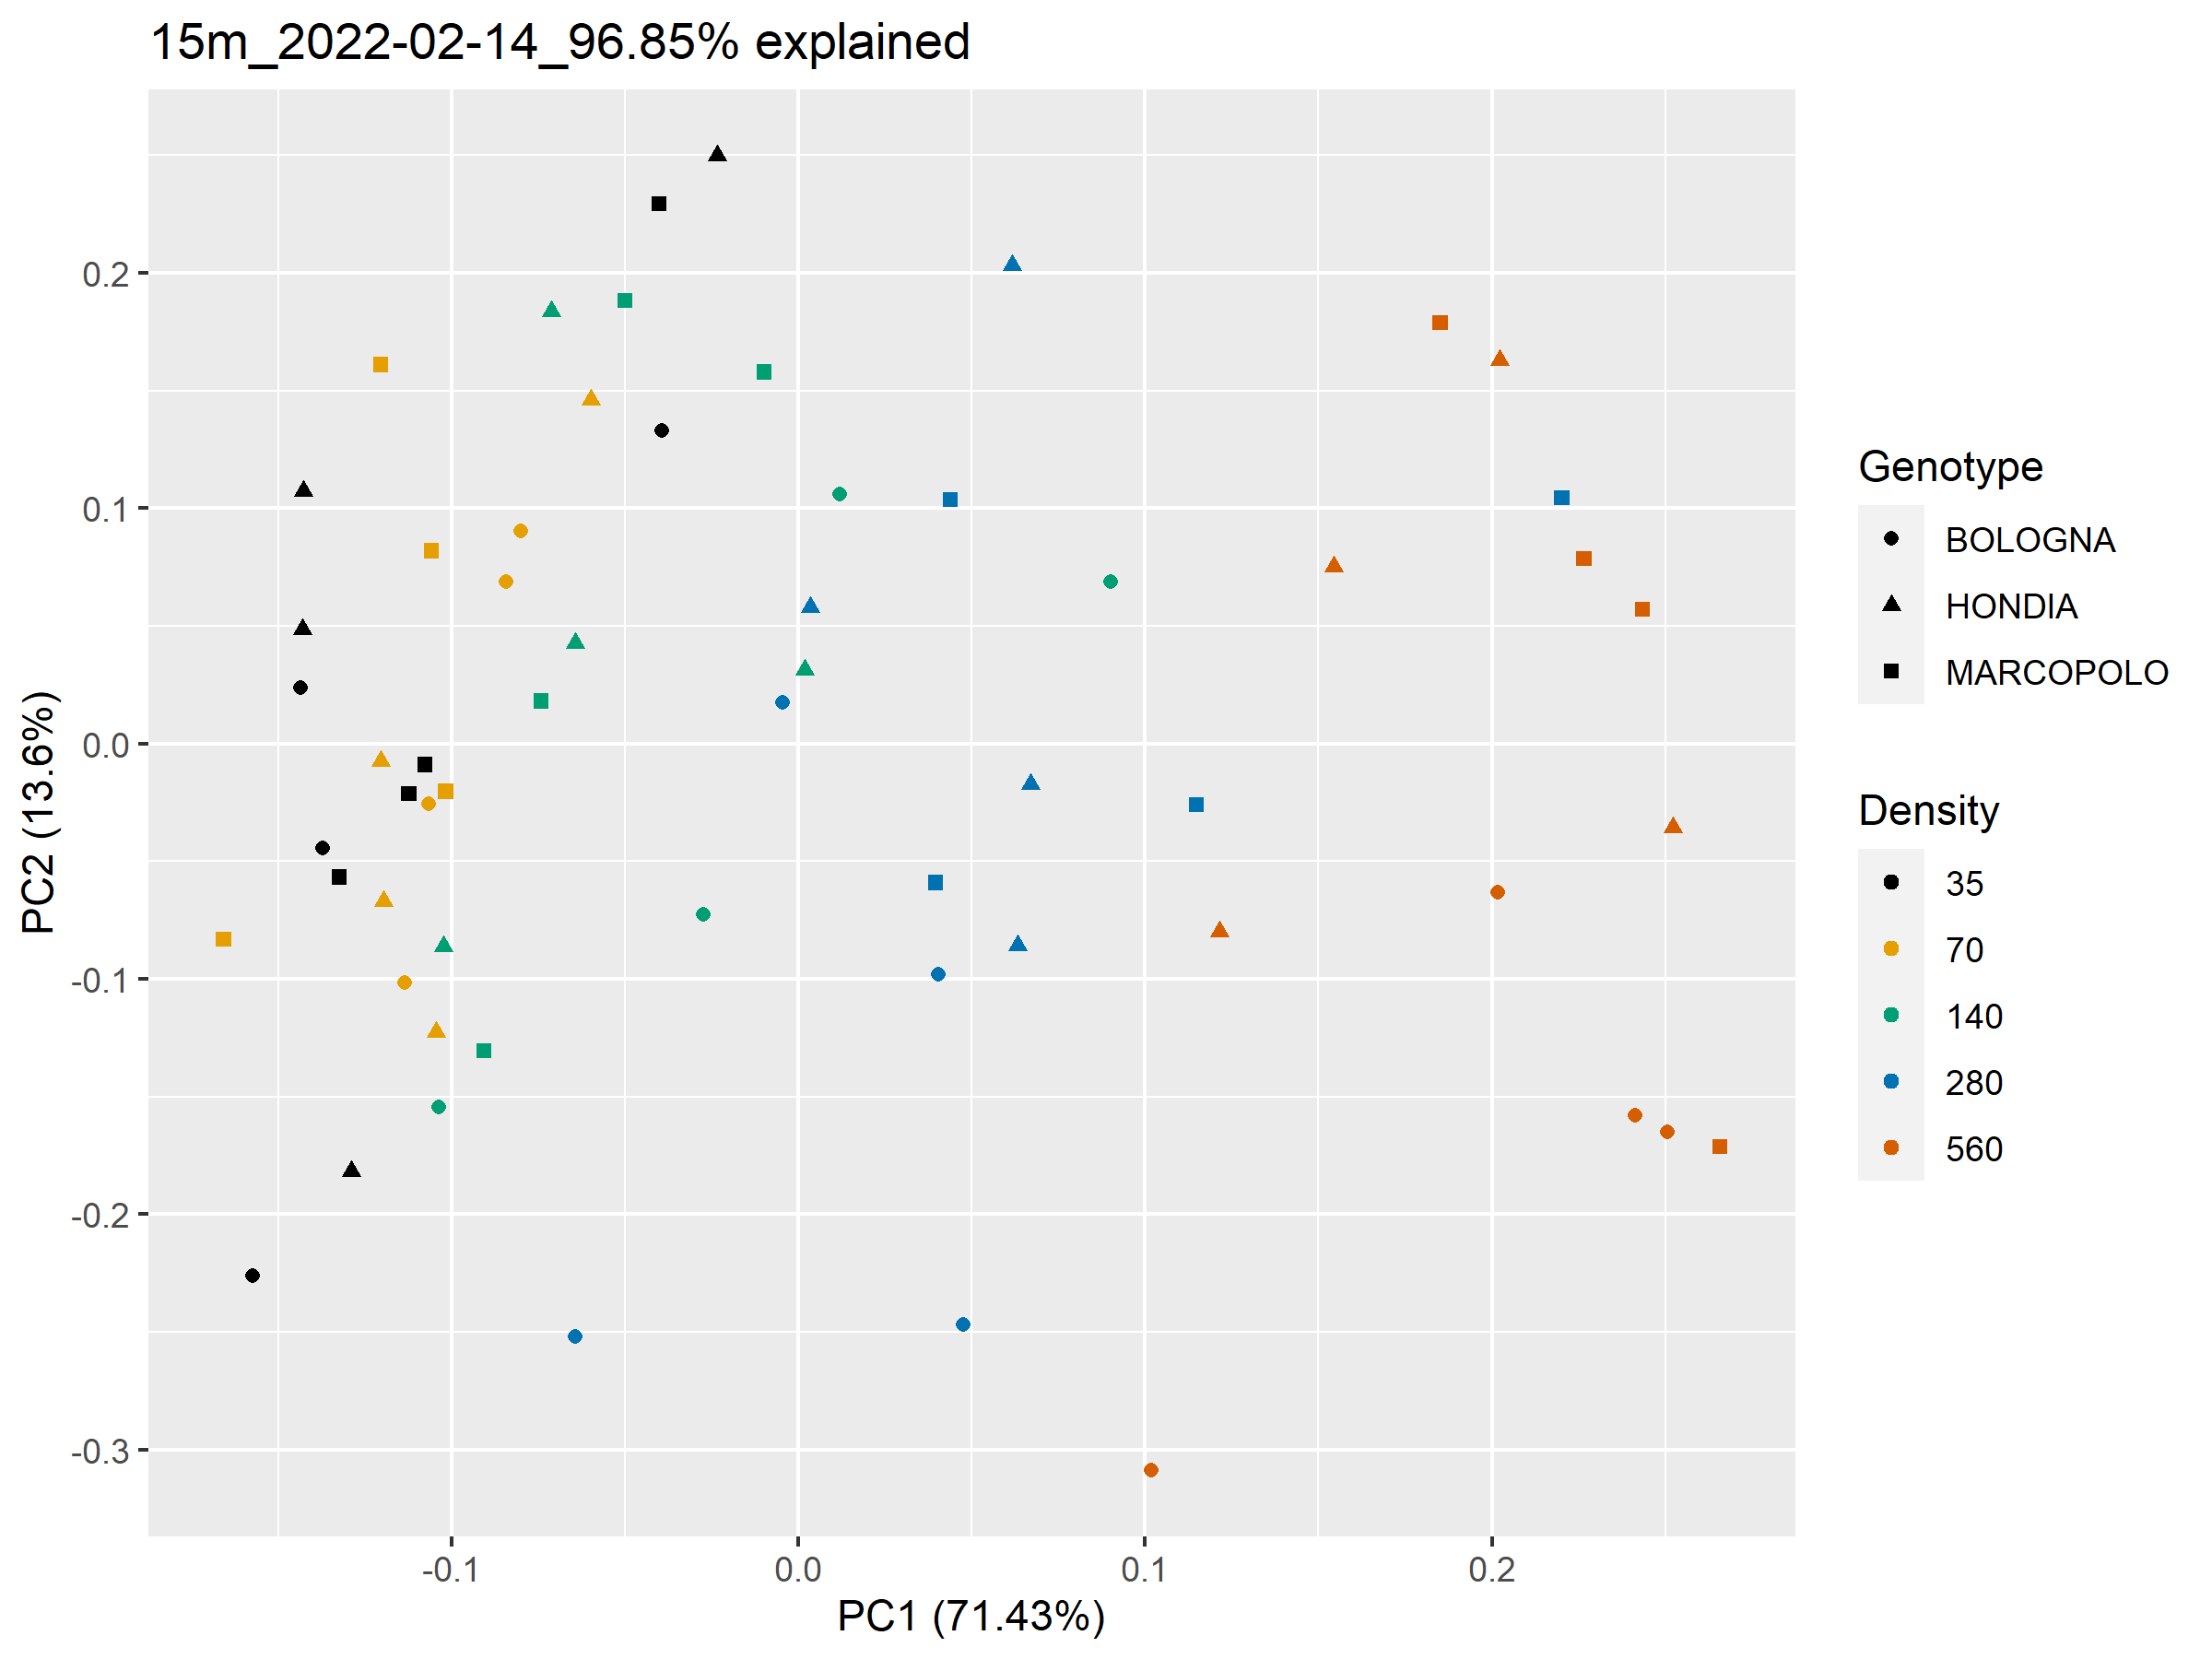 15m_2022-02-14_96.85% explained
0.2
0.1
0.0
-0.1
-0.2
-0.3
PC2 (13.6%)
-0.1
0.0
0.1
0.2
PC1 (71.43%)
Genotype
BOLOGNA
HONDIA
MARCOPOLO
Density
35
70
140
280
560